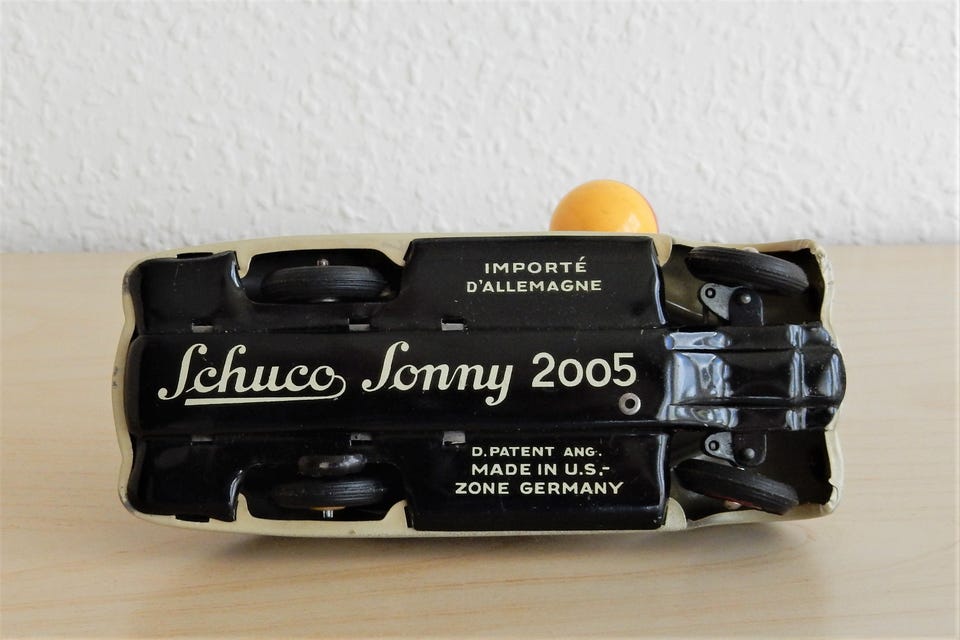 IMPORTÉ
D'ALLEMAGNE
Schuco Sonny 2005
D. PATENT ANG.
MADE IN U.S.-
ZONE GERMANY